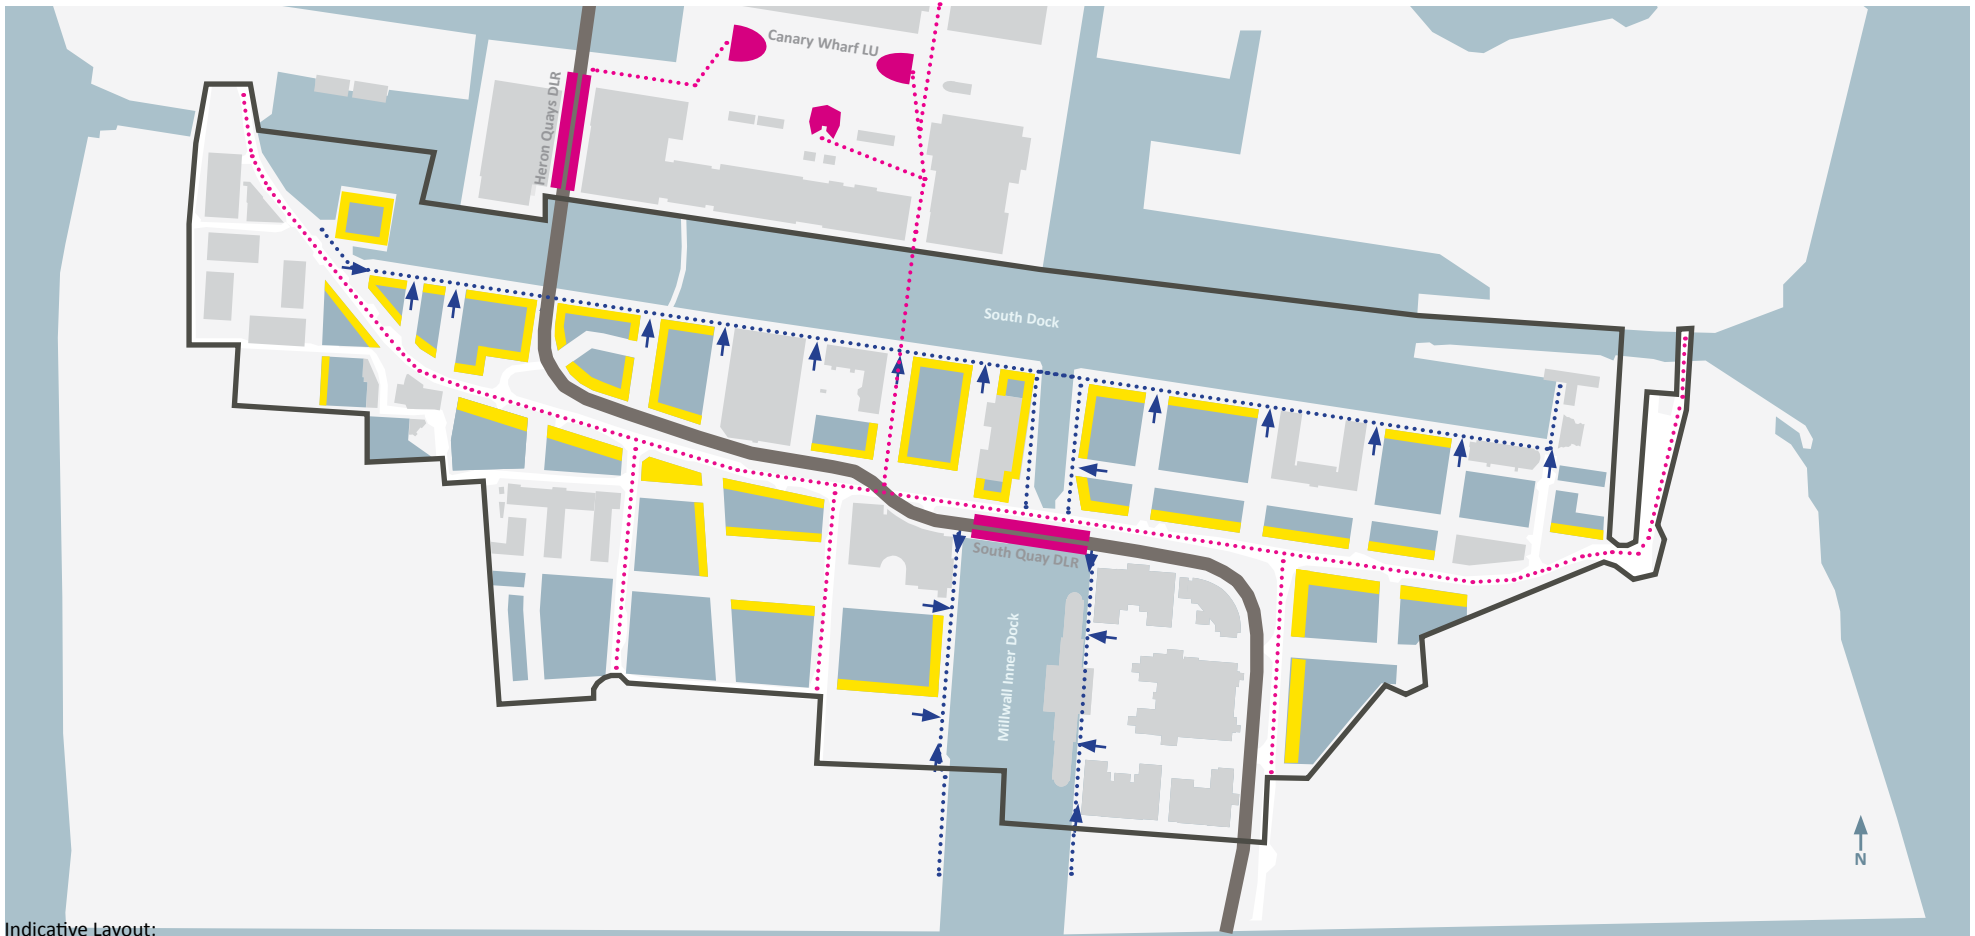 Canary Wharf LU
Heron Quays DLR
South Dock
South Quay DLR
Millwall Inner Dock
N
Indicative Layout: